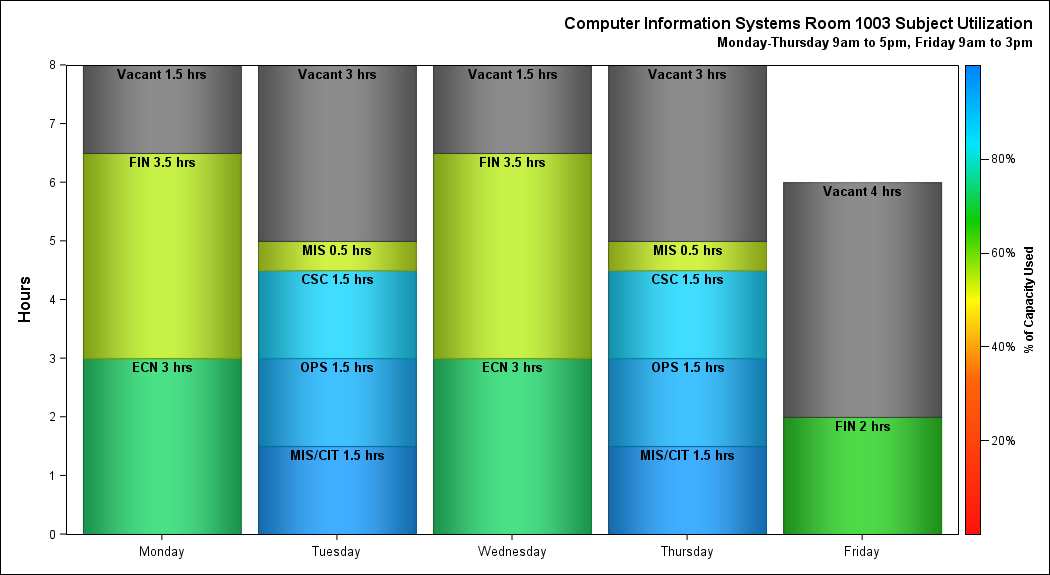 Computer Information Systems Room 1003 Subject Utilization
Monday-Thursday 9am to 5pm, Friday 9am to 3pm
Hours
8
7
6
5
4
3
2
1
0
Vacant 1.5 hrs
FIN 3.5 hrs
ECN 3 hrs
Monday
Vacant 3 hrs
MIS 0.5 hrs
CSC 1.5 hrs
OPS 1.5 hrs
MIS/CIT 1.5 hrs
Tuesday
Vacant 1.5 hrs
FIN 3.5 hrs
ECN 3 hrs
Wednesday
Vacant 3 hrs
MIS 0.5 hrs
CSC 1.5 hrs
OPS 1.5 hrs
MIS/CIT 1.5 hrs
Thursday
Vacant 4 hrs
FIN 2 hrs
Friday
80%
60%
40%
20%
% of Capacity Used